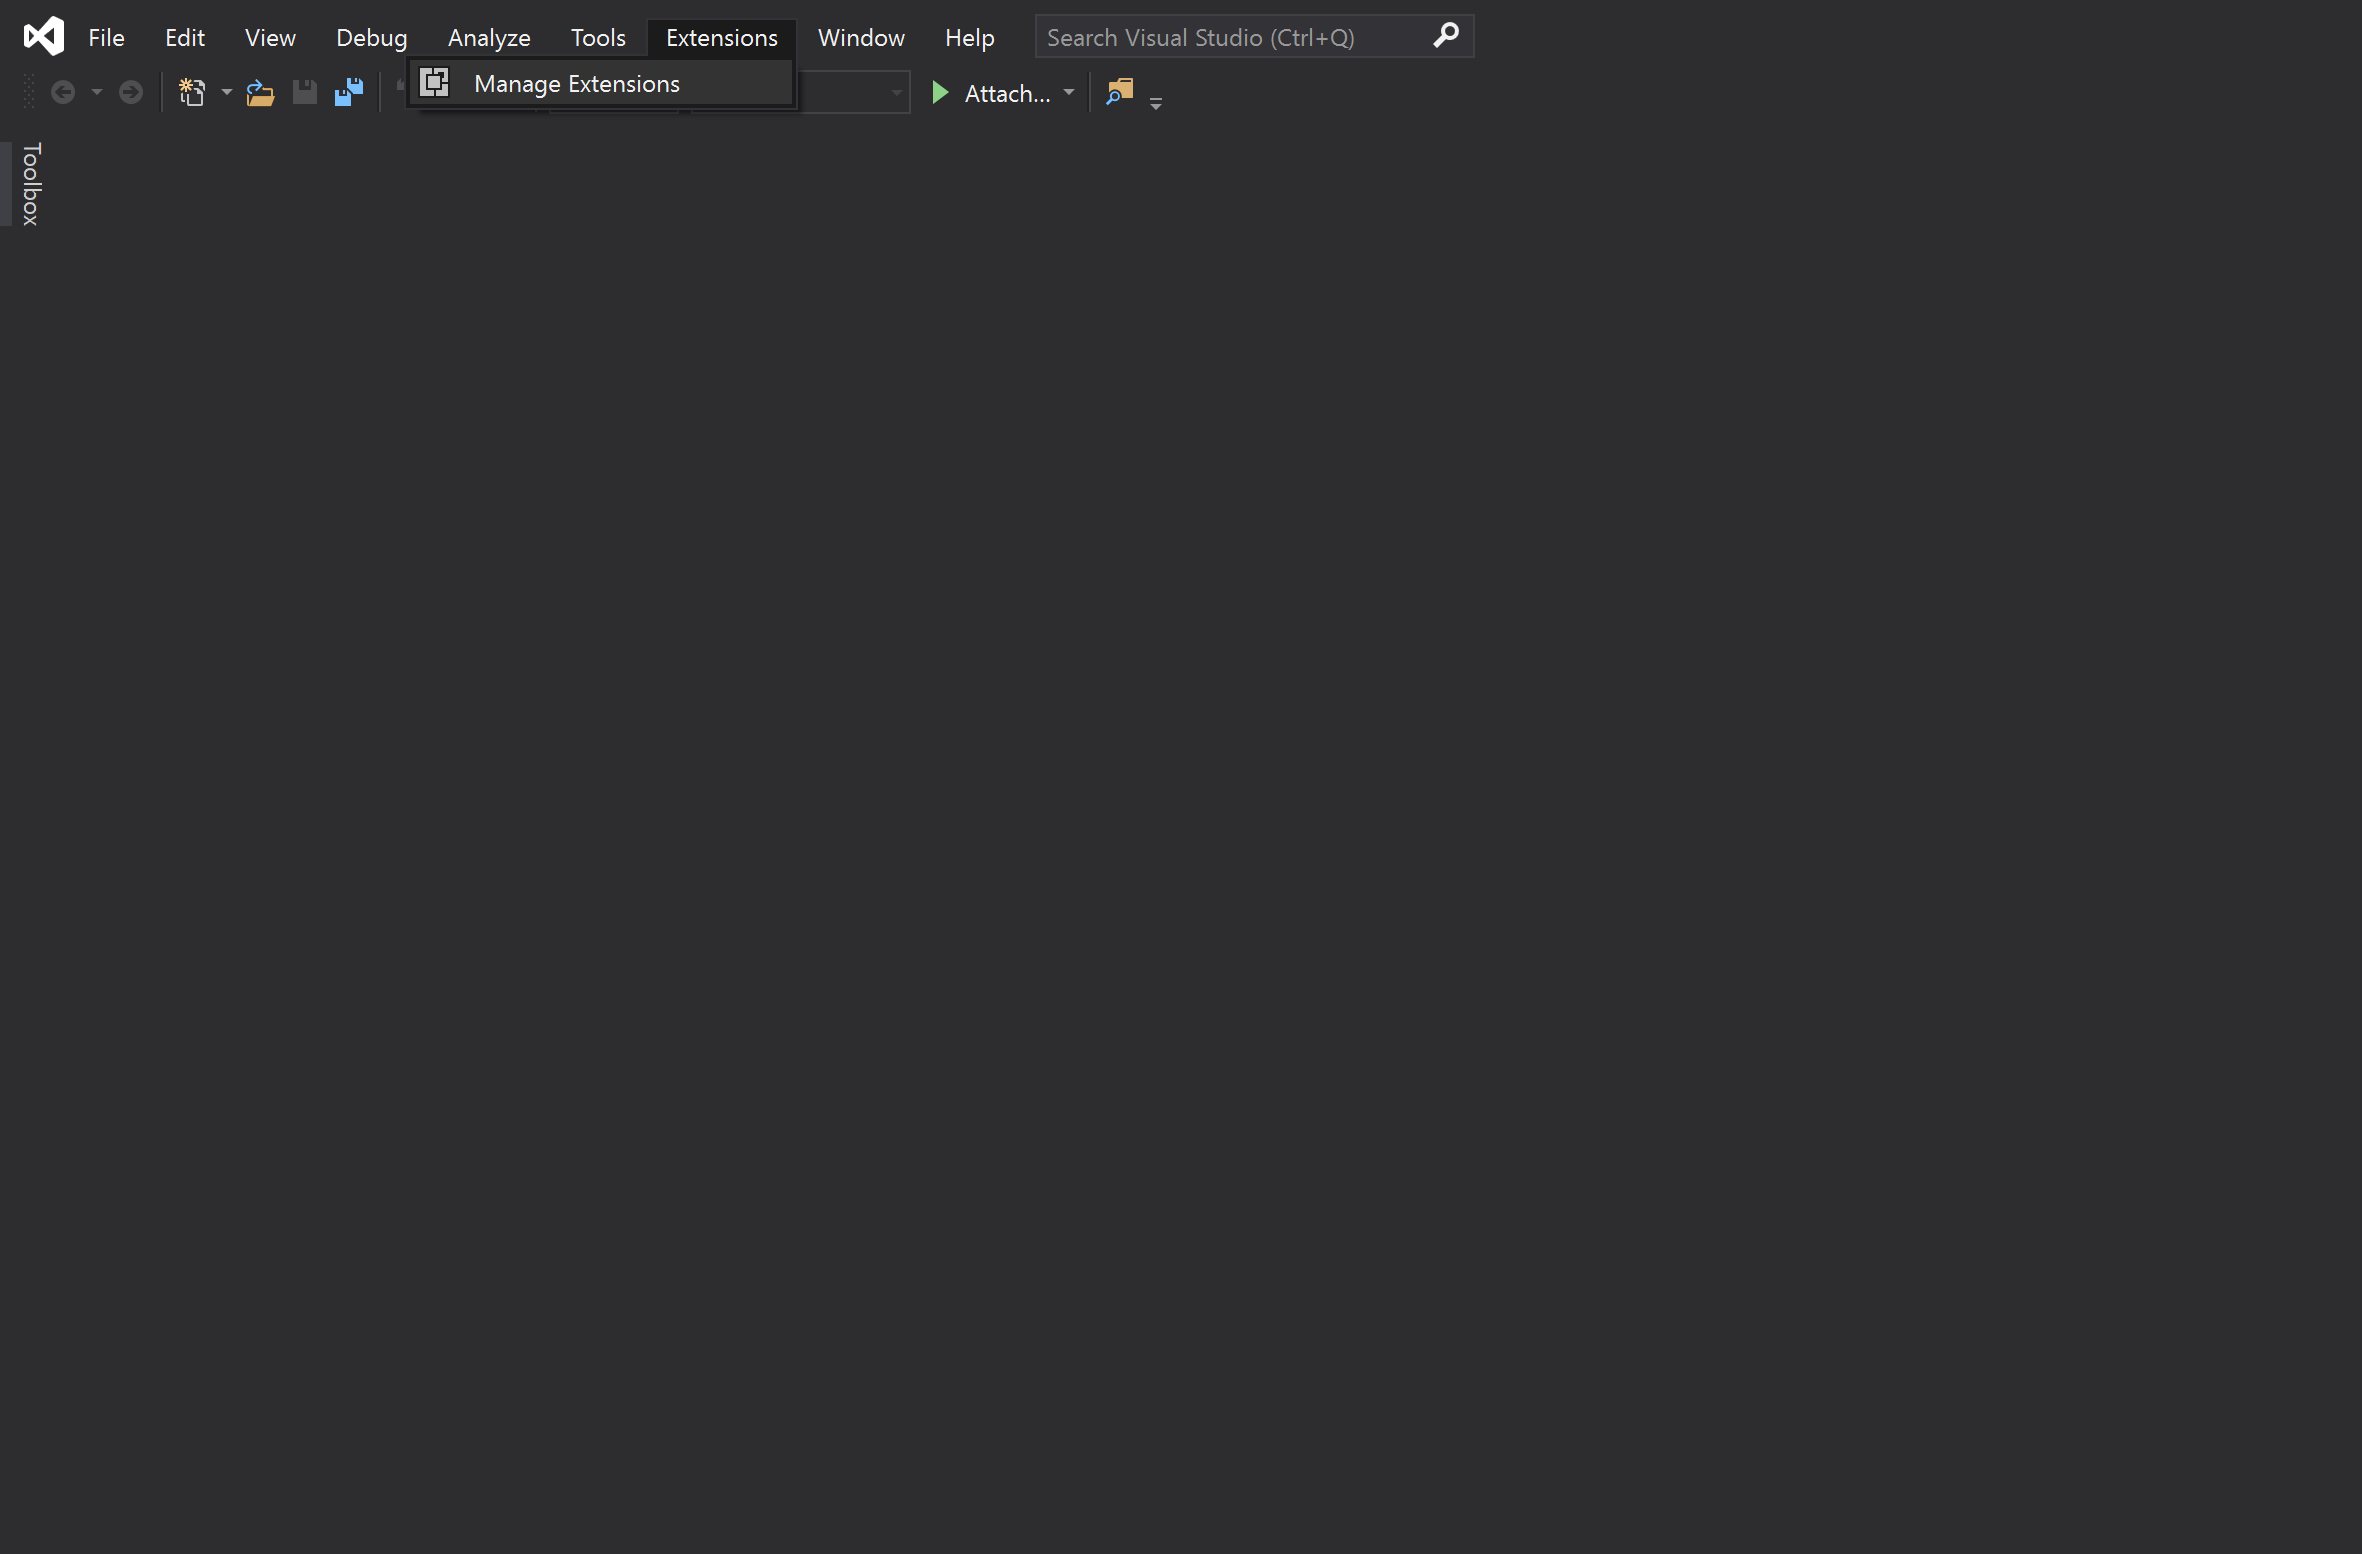 File Edit View Debug Analyze Tools Extensions Window Help Search Visual Studio (Ctrl+Q)
Manage Extensions
Attach...
Toolbox